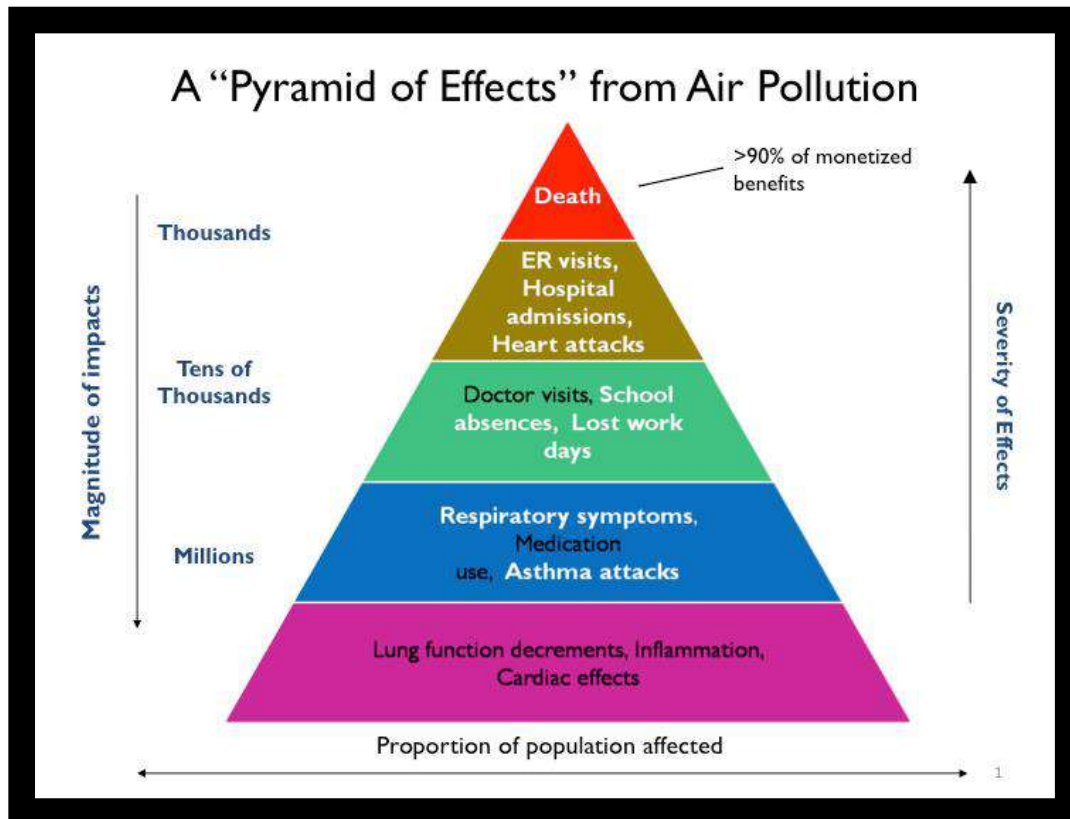 A “Pyramid of Effects” from Air Pollution
>90% of monetized
benefits
Death
Thousands
ER visits,
Hospital
admissions,
Heart attacks
Magnitude of impacts
Severity of Effects
Tens of
Thousands
Doctor visits, School
absences, Lost work
days
Millions
Respiratory symptoms,
Medication
use, Asthma attacks
Lung function decrements, Inflammation,
Cardiac effects
Proportion of population affected
1